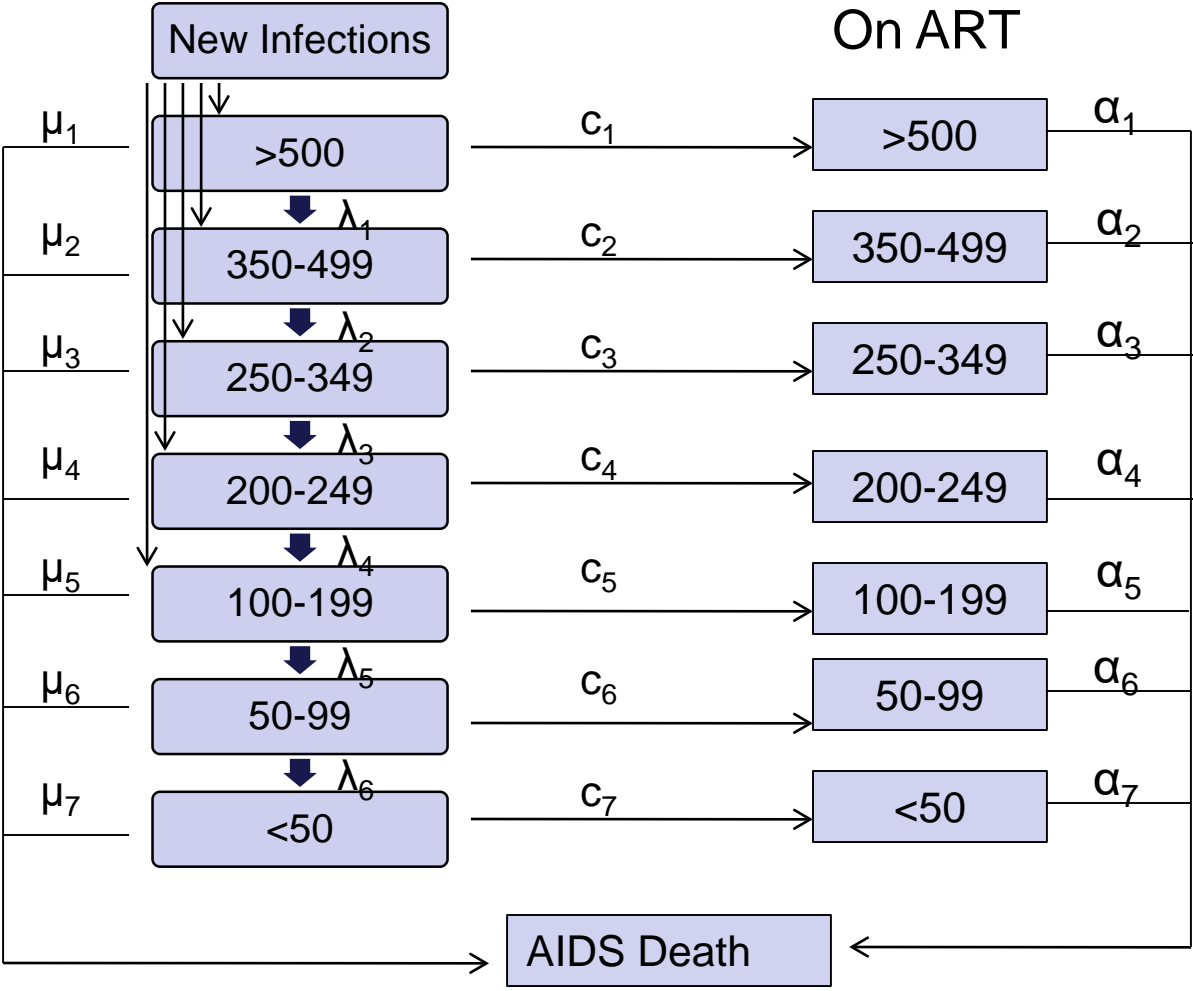 New Infections
On ART
μ1
>500
c1
>500
α1
λ1
μ2
350-499
c2
350-499
α2
λ2
μ3
250-349
c3
250-349
α3
λ3
μ4
200-249
c4
200-249
α4
λ4
μ5
100-199
c5
100-199
α5
λ5
μ6
50-99
c6
50-99
α6
λ6
μ7
<50
c7
<50
α7
AIDS Death